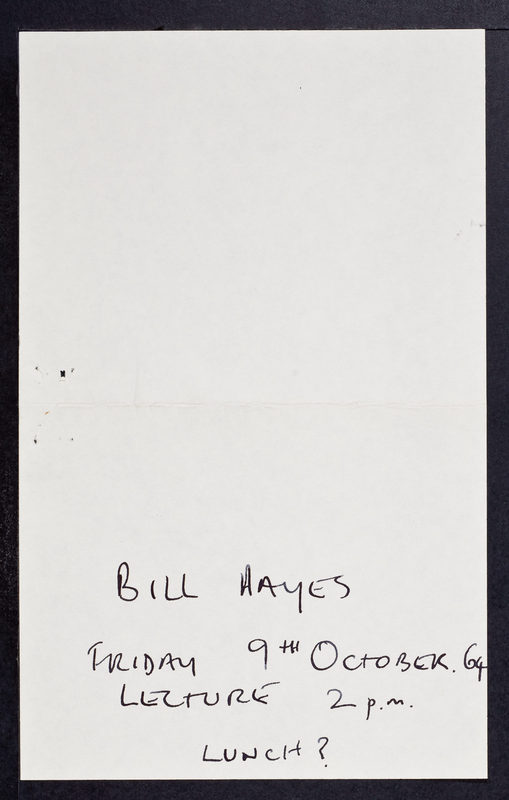 BILL HAYES
FRIDAY 9TH OCTOBER. 64
LECTURE 2 p.m.
LUNCH?